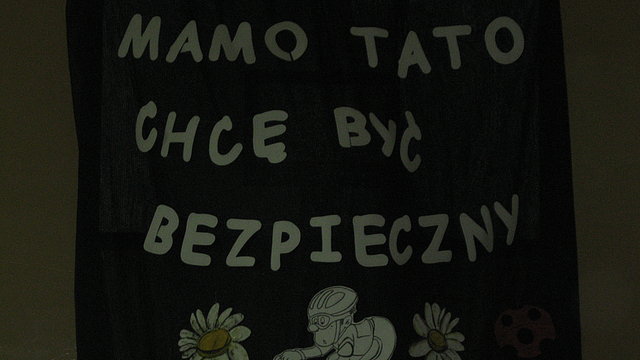 MAMO TATO
CHCĘ BYĆ
BEZPIECZNY